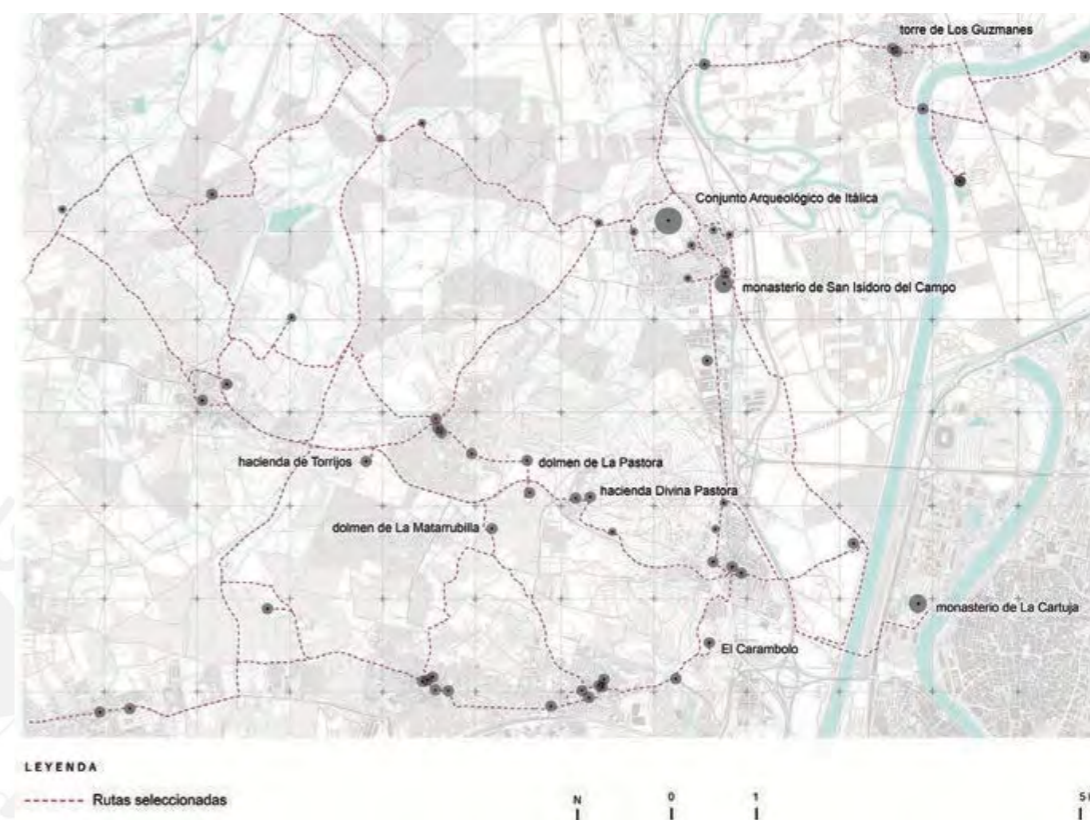 torre de Los Guzmanes
Conjunto Arqueológico de Itálica
monasterio de San Isidoro del Campo
hacienda de Torrijos
dolmen de La Pastora
hacienda Divina Pastora
dolmen de La Matarrubilla
monasterio de La Cartuja
El Carambolo
LEYENDA
Rutas seleccionadas
N 0 1 5